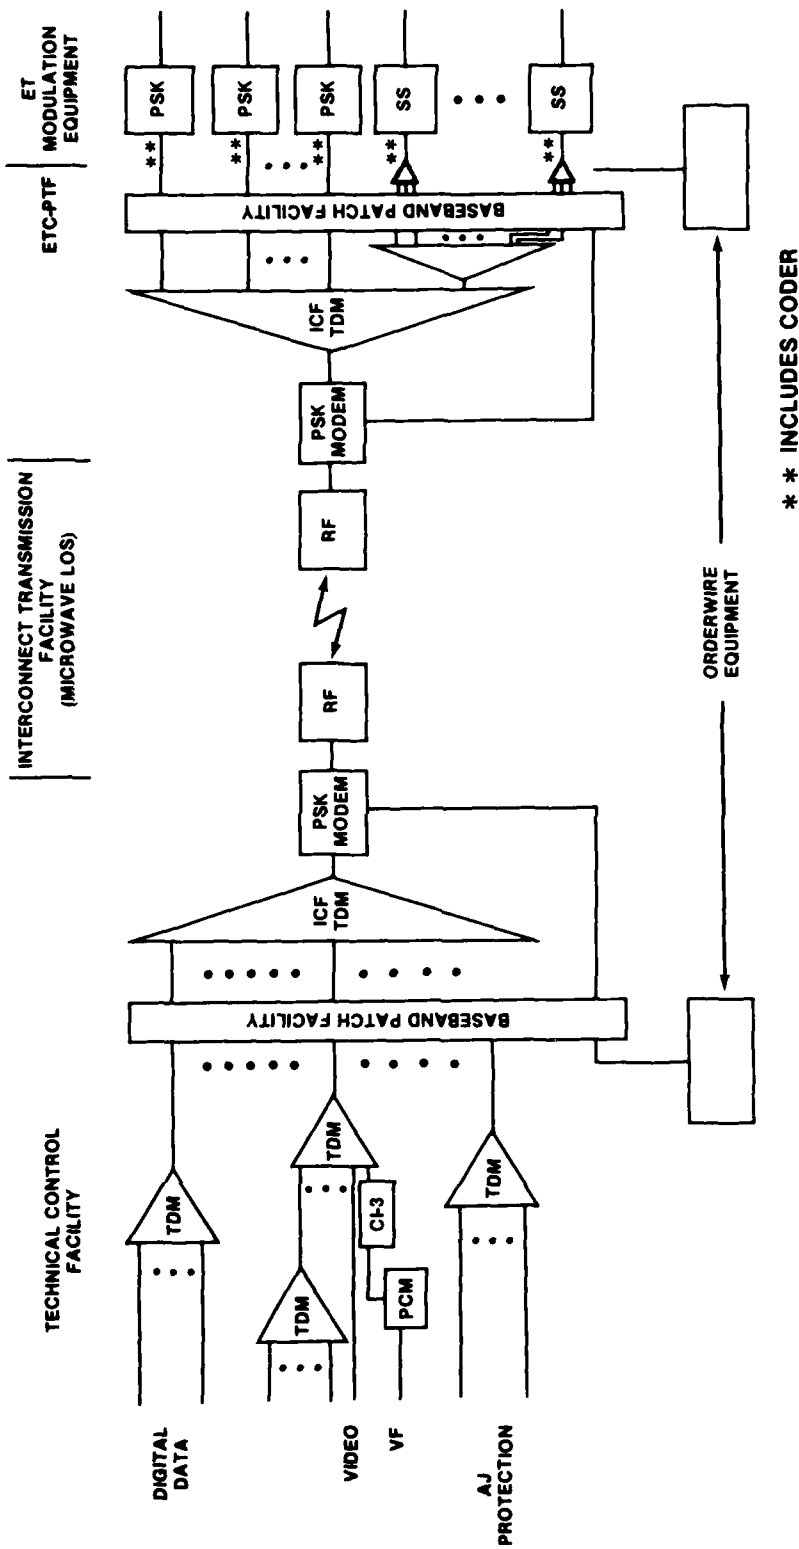 TECHNICAL CONTROL
FACILITY
INTERCONNECT TRANSMISSION
FACILITY
(MICROWAVE LOS)
ETC-PTF
ET
MODULATION
EQUIPMENT
DIGITAL
DATA
VIDEO
VF
AJ
PROTECTION
TDM
TDM
TDM
PCM
CI-3
TDM
BASEBAND PATCH FACILITY
ICF
TDM
PSK
MODEM
RF
RF
PSK
MODEM
ICF
TDM
BASEBAND PATCH FACILITY
**
**
**
**
**
PSK
PSK
PSK
SS
SS
ORDERWIRE
EQUIPMENT
* * INCLUDES CODER